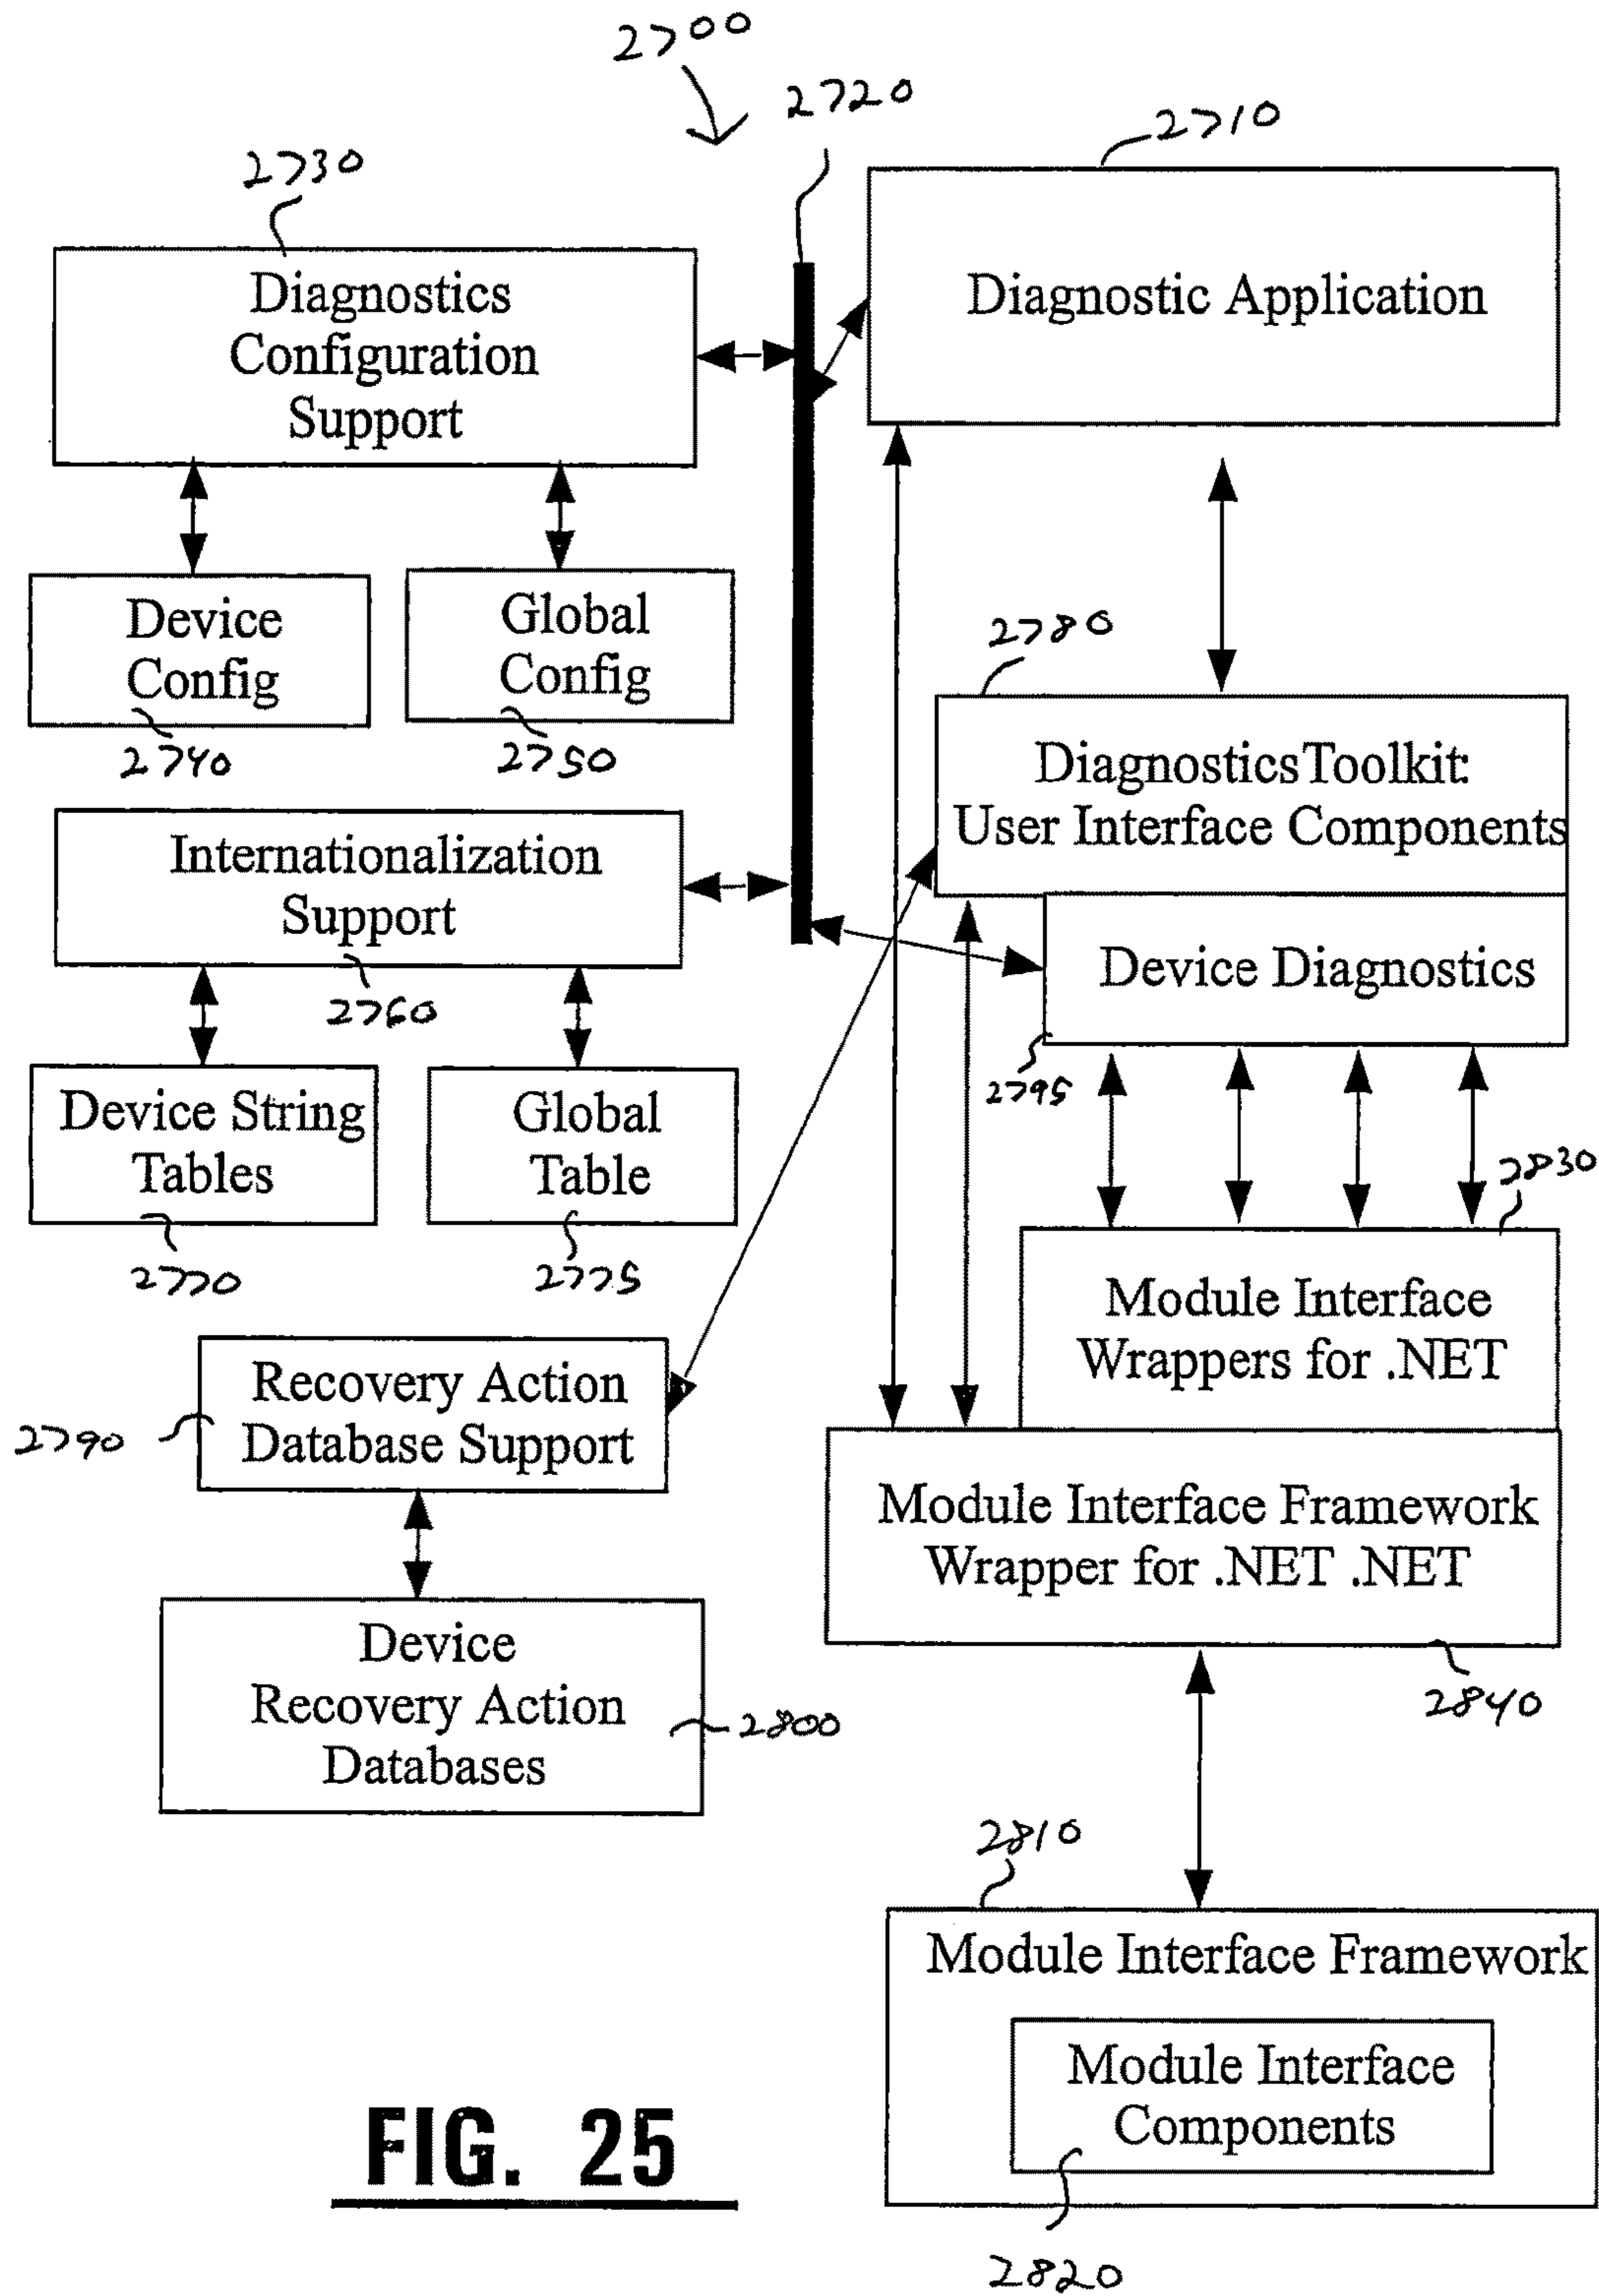 2700
2720
2710
2730
Diagnostics
Configuration
Support
Diagnostic Application
Device
Config
2740
Global
Config
2750
2780
DiagnosticsToolkit:
User Interface Components
Internationalization
Support
2760
Device Diagnostics
2795
Device String
Tables
2770
Global
Table
2775
2830
Module Interface
Wrappers for .NET
Recovery Action
Database Support
2790
Module Interface Framework
Wrapper for .NET .NET
2840
Device
Recovery Action
Databases
2800
2810
Module Interface Framework
Module Interface
Components
2820
FIG. 25